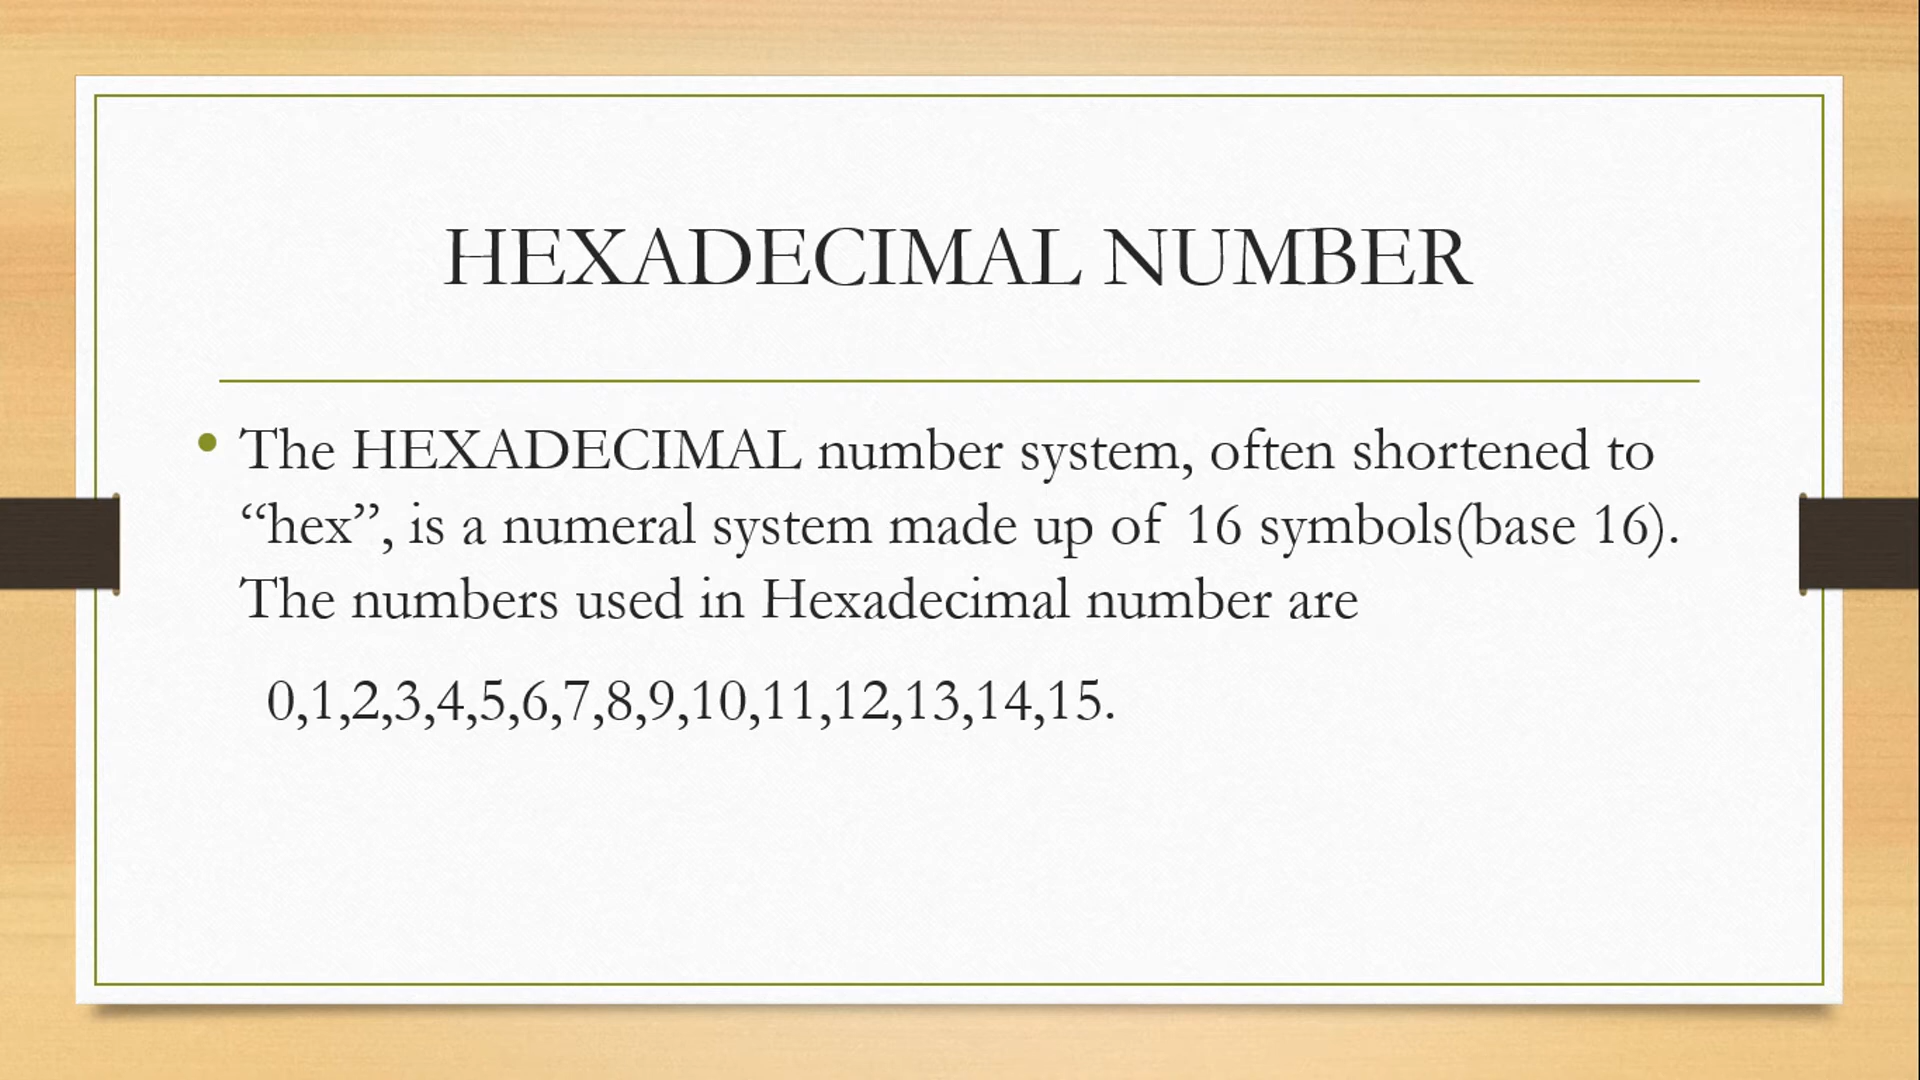 HEXADECIMAL NUMBER
• The HEXADECIMAL number system, often shortened to
“hex”, is a numeral system made up of 16 symbols(base 16).
The numbers used in Hexadecimal number are
0,1,2,3,4,5,6,7,8,9,10,11,12,13,14,15.